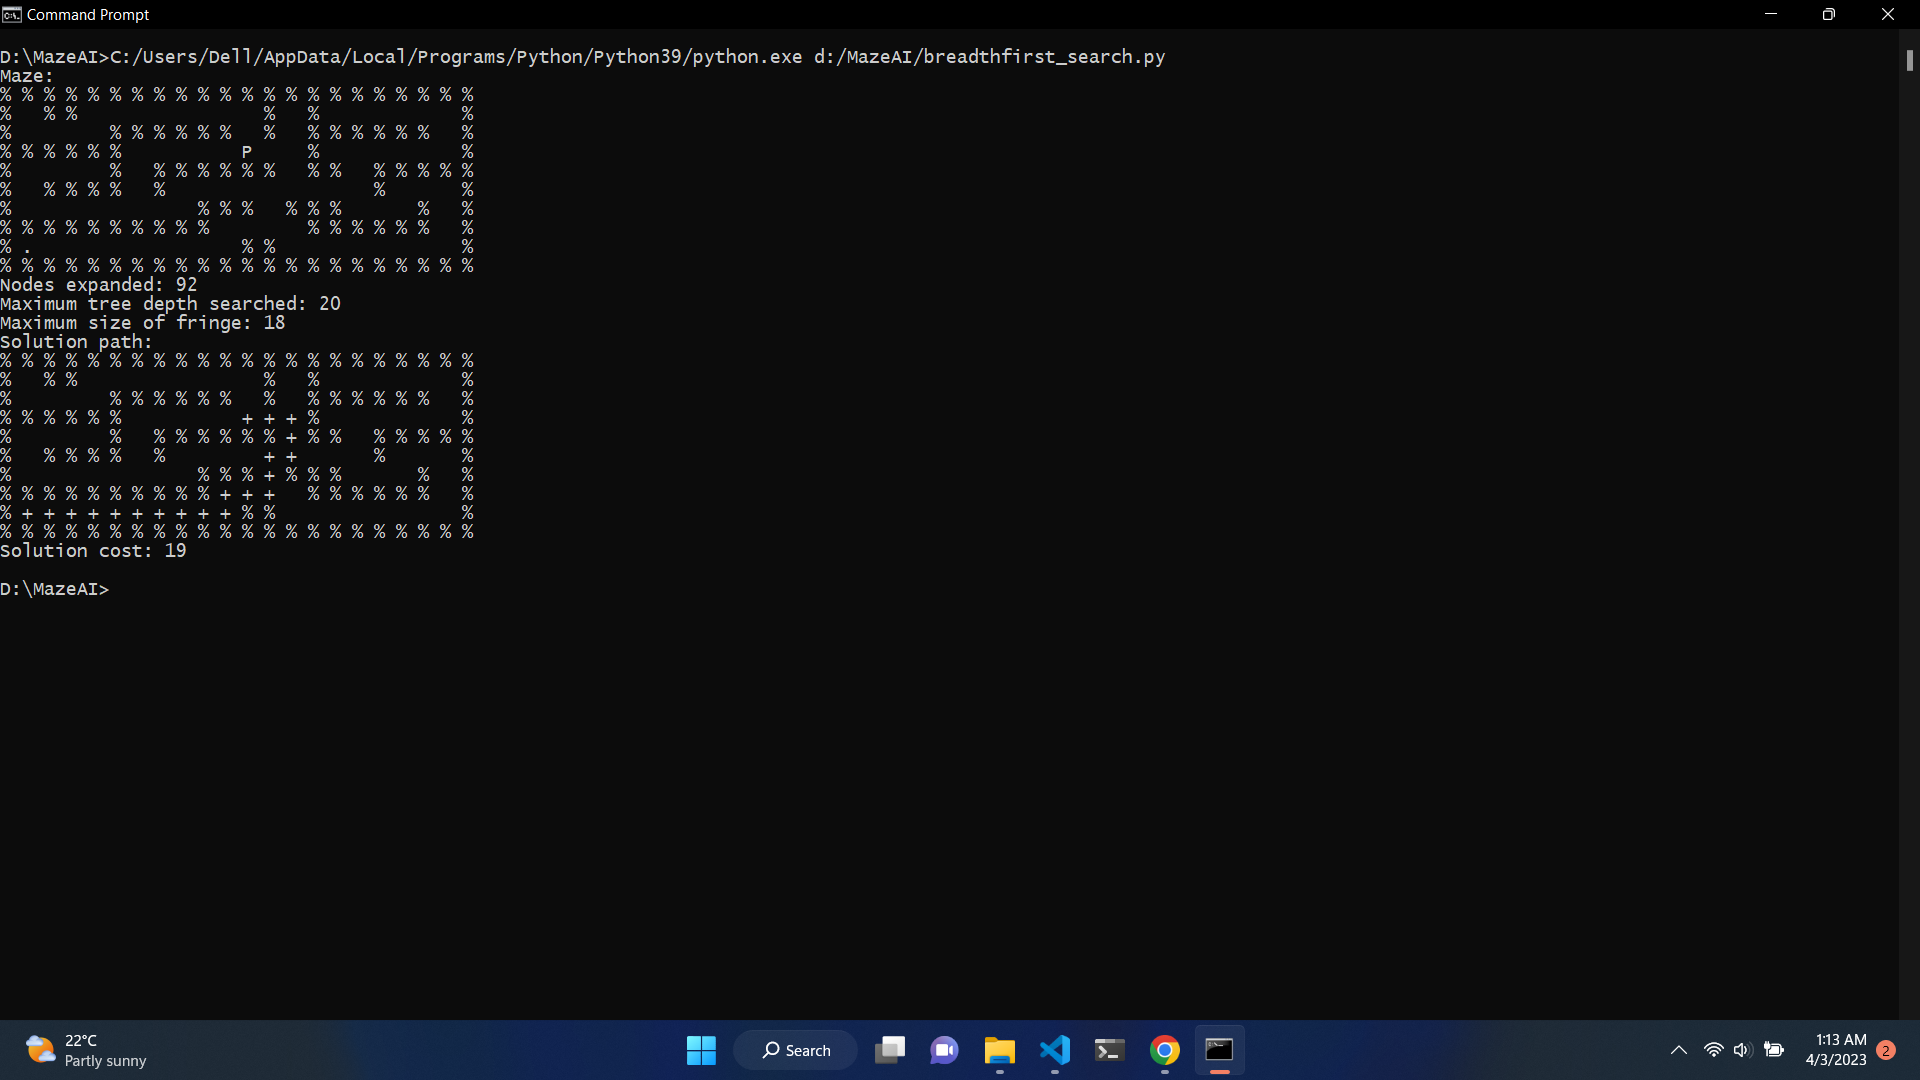 Command Prompt
D:\MazeAI>C:/Users/Dell/AppData/Local/Programs/Python/Python39/python.exe d:/MazeAI/breadthfirst_search.py
Maze:
% % % % % % % % % % % % % % % % % % % % % %
%   % %                 %   %             %
%         % % % % % %   %   % % % % % %   %
% % % % % %           P     %             %
%         %   % % % % % %   % %   % % % % %
%   % % % %   %                   %       %
%                 % % %   % % %       %   %
% % % % % % % % % %         % % % % % %   %
% .                   % %                 %
% % % % % % % % % % % % % % % % % % % % % %
Nodes expanded: 92
Maximum tree depth searched: 20
Maximum size of fringe: 18
Solution path:
% % % % % % % % % % % % % % % % % % % % % %
%   % %                 %   %             %
%         % % % % % %   %   % % % % % %   %
% % % % % %           + + + %             %
%         %   % % % % % % + % %   % % % % %
%   % % % %   %         + +       %       %
%                 % % % + % % %       %   %
% % % % % % % % % % + + +   % % % % % %   %
% + + + + + + + + + + % %                 %
% % % % % % % % % % % % % % % % % % % % % %
Solution cost: 19
D:\MazeAI>
22°C
Partly sunny
Search
1:13 AM
4/3/2023
2